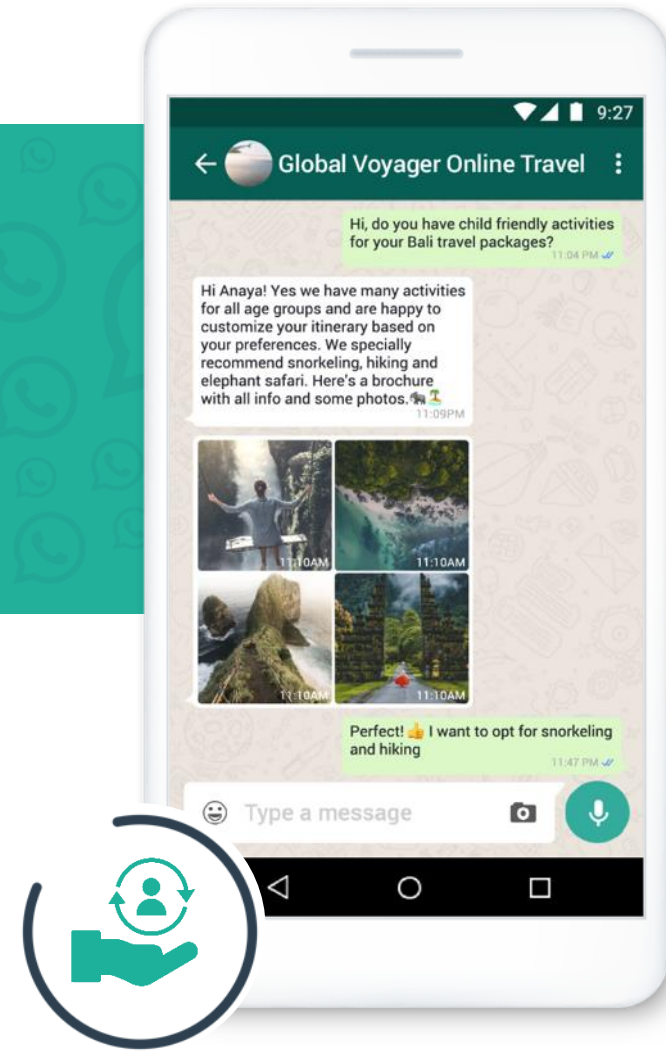 9:27
Global Voyager Online Travel
Hi, do you have child friendly activities
for your Bali travel packages?
11:04 PM
Hi Anaya! Yes we have many activities
for all age groups and are happy to
customize your itinerary based on
your preferences. We specially
recommend snorkeling, hiking and
elephant safari. Here's a brochure
with all info and some photos.🐘🏝️
11:09PM
11:10AM
11:10AM
11:10AM
11:10AM
Perfect! 👍 I want to opt for snorkeling
and hiking
11:47 PM
Type a message